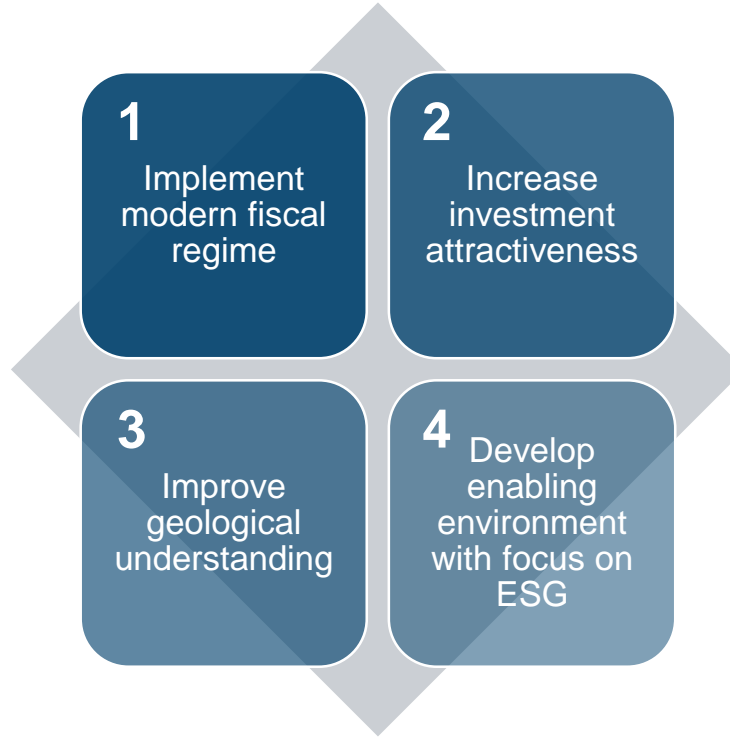 1
Implement
modern fiscal
regime
2
Increase
investment
attractiveness
3
Improve
geological
understanding
4
Develop
enabling
environment
with focus on
ESG